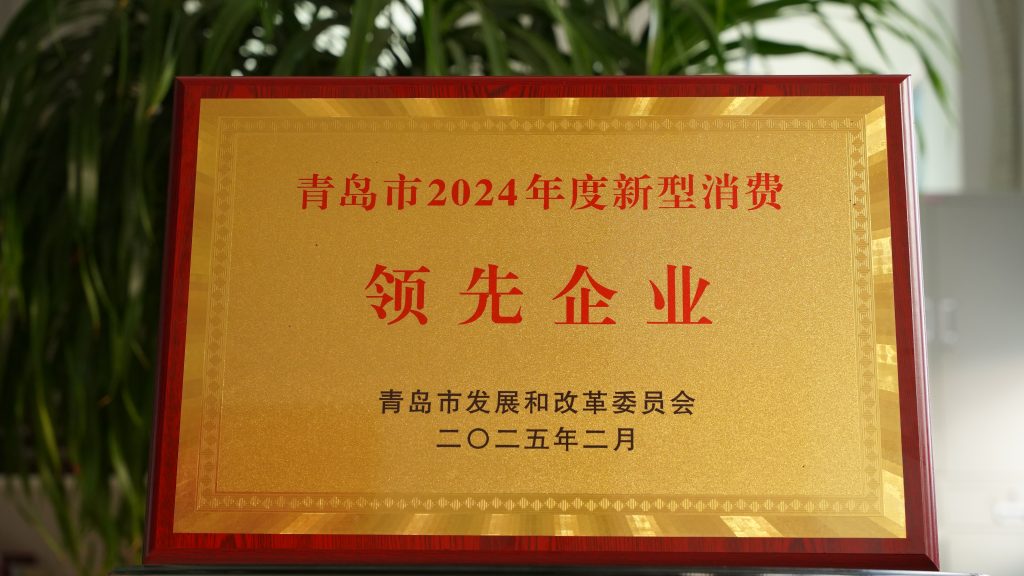 青岛市2024年度新型消费
领先企业
青岛市发展和改革委员会
二〇二五年二月